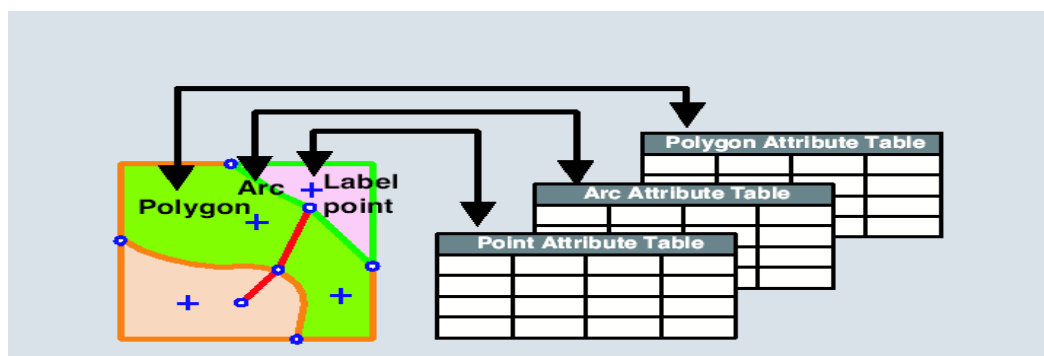 Polygon Attribute Table
Arc Attribute Table
Point Attribute Table
Polygon
Arc
Label
point